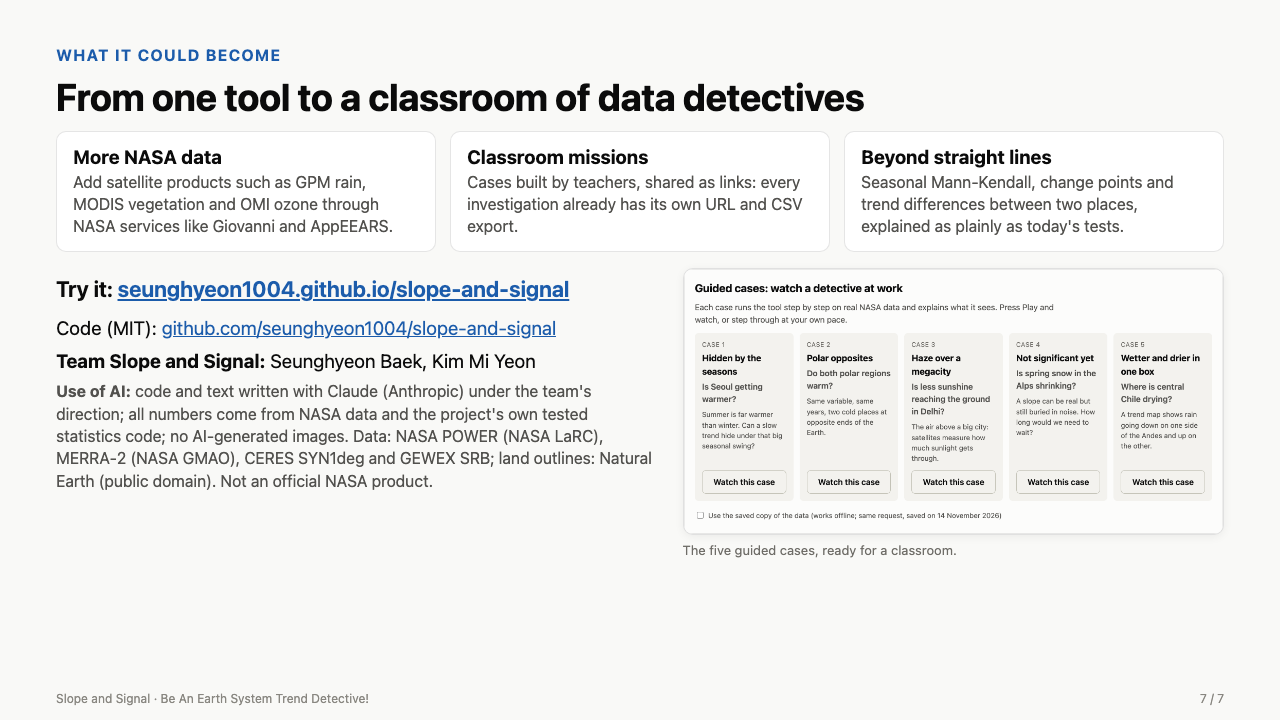 WHAT IT COULD BECOME
From one tool to a classroom of data detectives
More NASA data
Add satellite products such as GPM rain,
MODIS vegetation and OMI ozone through
NASA services like Giovanni and AppEEARS.
Classroom missions
Cases built by teachers, shared as links: every
investigation already has its own URL and CSV
export.
Beyond straight lines
Seasonal Mann-Kendall, change points and
trend differences between two places,
explained as plainly as today's tests.
Try it: seunghyeon1004.github.io/slope-and-signal
Code (MIT): github.com/seunghyeon1004/slope-and-signal
Team Slope and Signal: Seunghyeon Baek, Kim Mi Yeon
Use of AI: code and text written with Claude (Anthropic) under the team's
direction; all numbers come from NASA data and the project's own tested
statistics code; no AI-generated images. Data: NASA POWER (NASA LaRC),
MERRA-2 (NASA GMAO), CERES SYN1deg and GEWEX SRB; land outlines: Natural
Earth (public domain). Not an official NASA product.
Guided cases: watch a detective at work
Each case runs the tool step by step on real NASA data and explains what it sees. Press Play and
watch, or step through at your own pace.
CASE 1
Hidden by the
seasons
Is Seoul getting
warmer?
Summer is far warmer
than winter. Can a slow
trend hide under that big
seasonal swing?
Watch this case
CASE 2
Polar opposites
Do both polar regions
warm?
Same variable, same
years, two cold places at
opposite ends of the
Earth.
Watch this case
CASE 3
Haze over a
megacity
Is less sunshine
reaching the ground
in Delhi?
The air above a big city:
satellites measure how
much sunlight gets
through.
Watch this case
CASE 4
Not significant yet
Is spring snow in the
Alps shrinking?
A slope can be real but
still buried in noise. How
long would we need to
wait?
Watch this case
CASE 5
Wetter and drier in
one box
Where is central
Chile drying?
A trend map shows rain
going down on one side
of the Andes and up on
the other.
Watch this case
Use the saved copy of the data (works offline; same request, saved on 14 November 2026)
The five guided cases, ready for a classroom.
Slope and Signal · Be An Earth System Trend Detective!
7 / 7